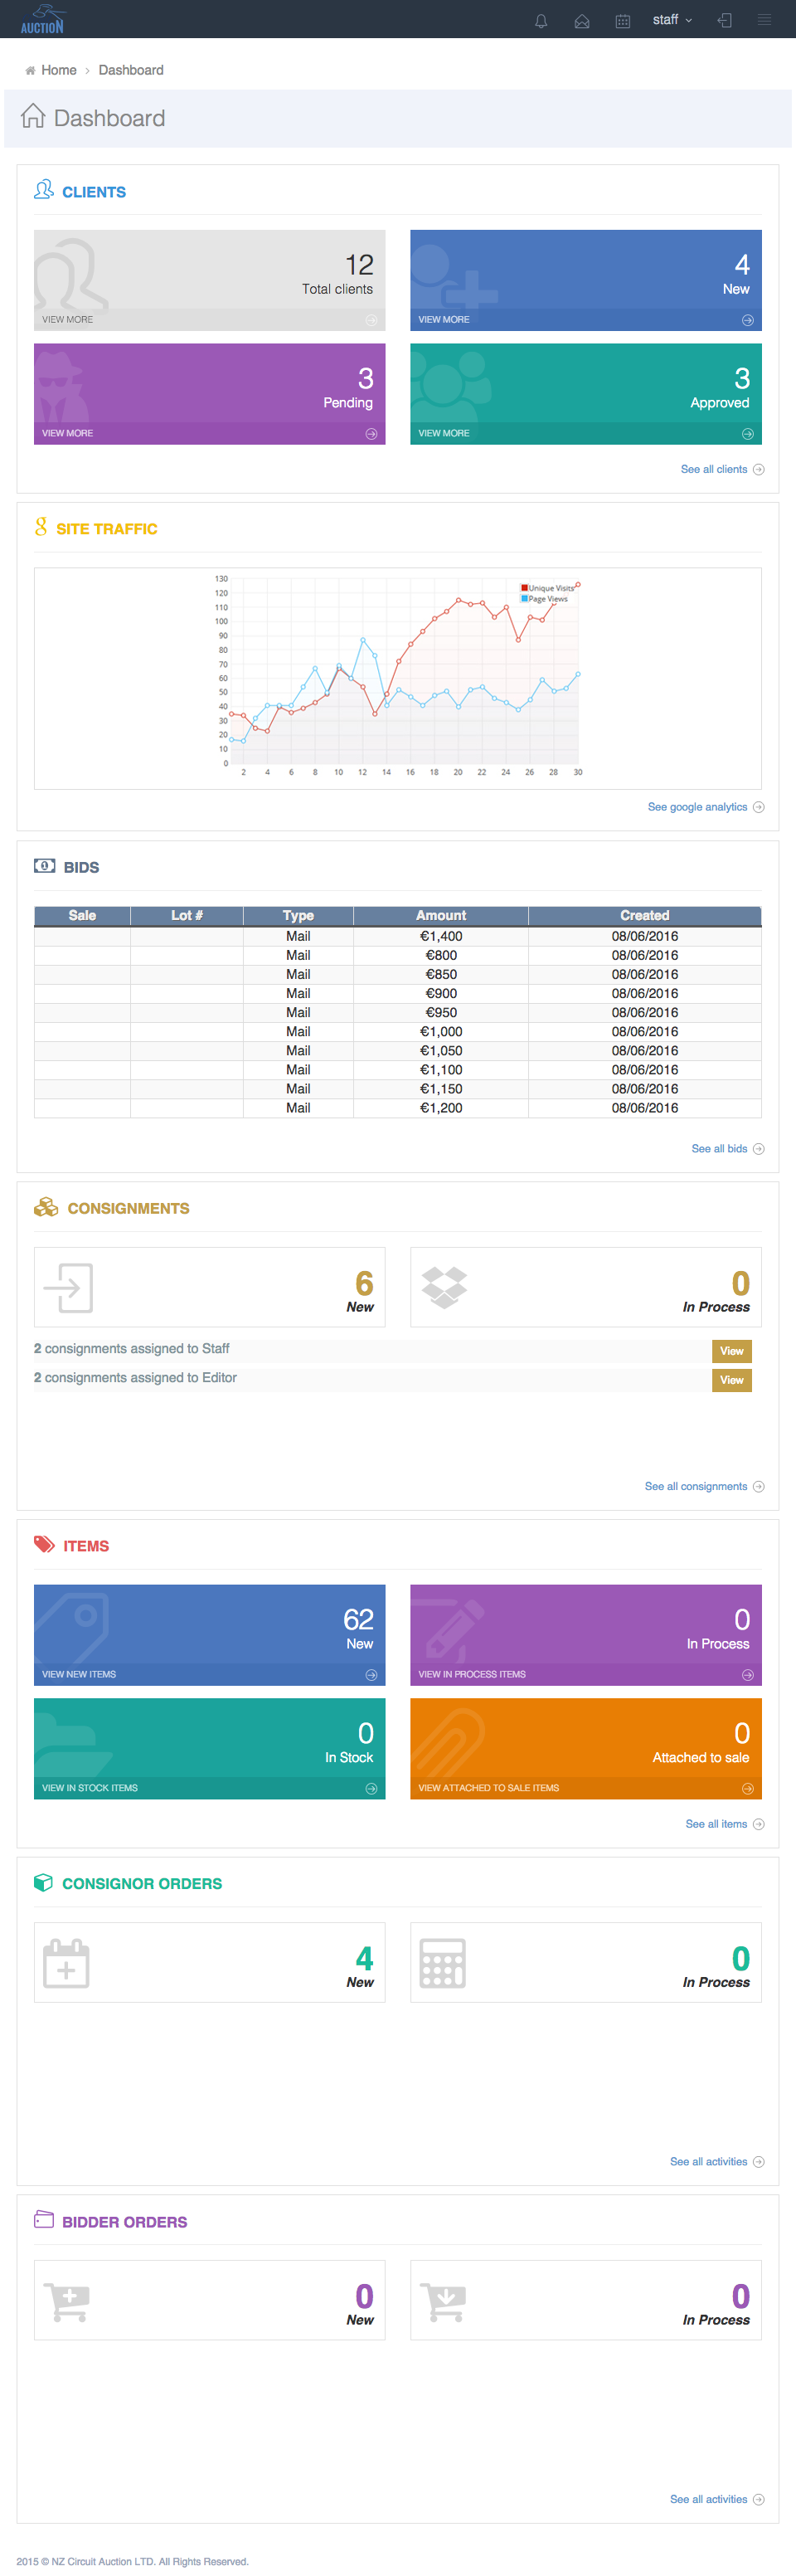 AUCTION
staff
Home > Dashboard
Dashboard
CLIENTS
12
Total clients
VIEW MORE
4
New
VIEW MORE
3
Pending
VIEW MORE
3
Approved
VIEW MORE
See all clients
SITE TRAFFIC
Unique Visits
Page Views
130
120
110
100
90
80
70
60
50
40
30
20
10
0
2 4 6 8 10 12 14 16 18 20 22 24 26 28 30
See google analytics
BIDS
Sale Lot # Type Amount Created
Mail €1,400 08/06/2016
Mail €800 08/06/2016
Mail €850 08/06/2016
Mail €900 08/06/2016
Mail €950 08/06/2016
Mail €1,000 08/06/2016
Mail €1,050 08/06/2016
Mail €1,100 08/06/2016
Mail €1,150 08/06/2016
Mail €1,200 08/06/2016
See all bids
CONSIGNMENTS
6
New
0
In Process
2 consignments assigned to Staff View
2 consignments assigned to Editor View
See all consignments
ITEMS
62
New
VIEW NEW ITEMS
0
In Process
VIEW IN PROCESS ITEMS
0
In Stock
VIEW IN STOCK ITEMS
0
Attached to sale
VIEW ATTACHED TO SALE ITEMS
See all items
CONSIGNOR ORDERS
4
New
0
In Process
See all activities
BIDDER ORDERS
0
New
0
In Process
See all activities
2015 © NZ Circuit Auction LTD. All Rights Reserved.